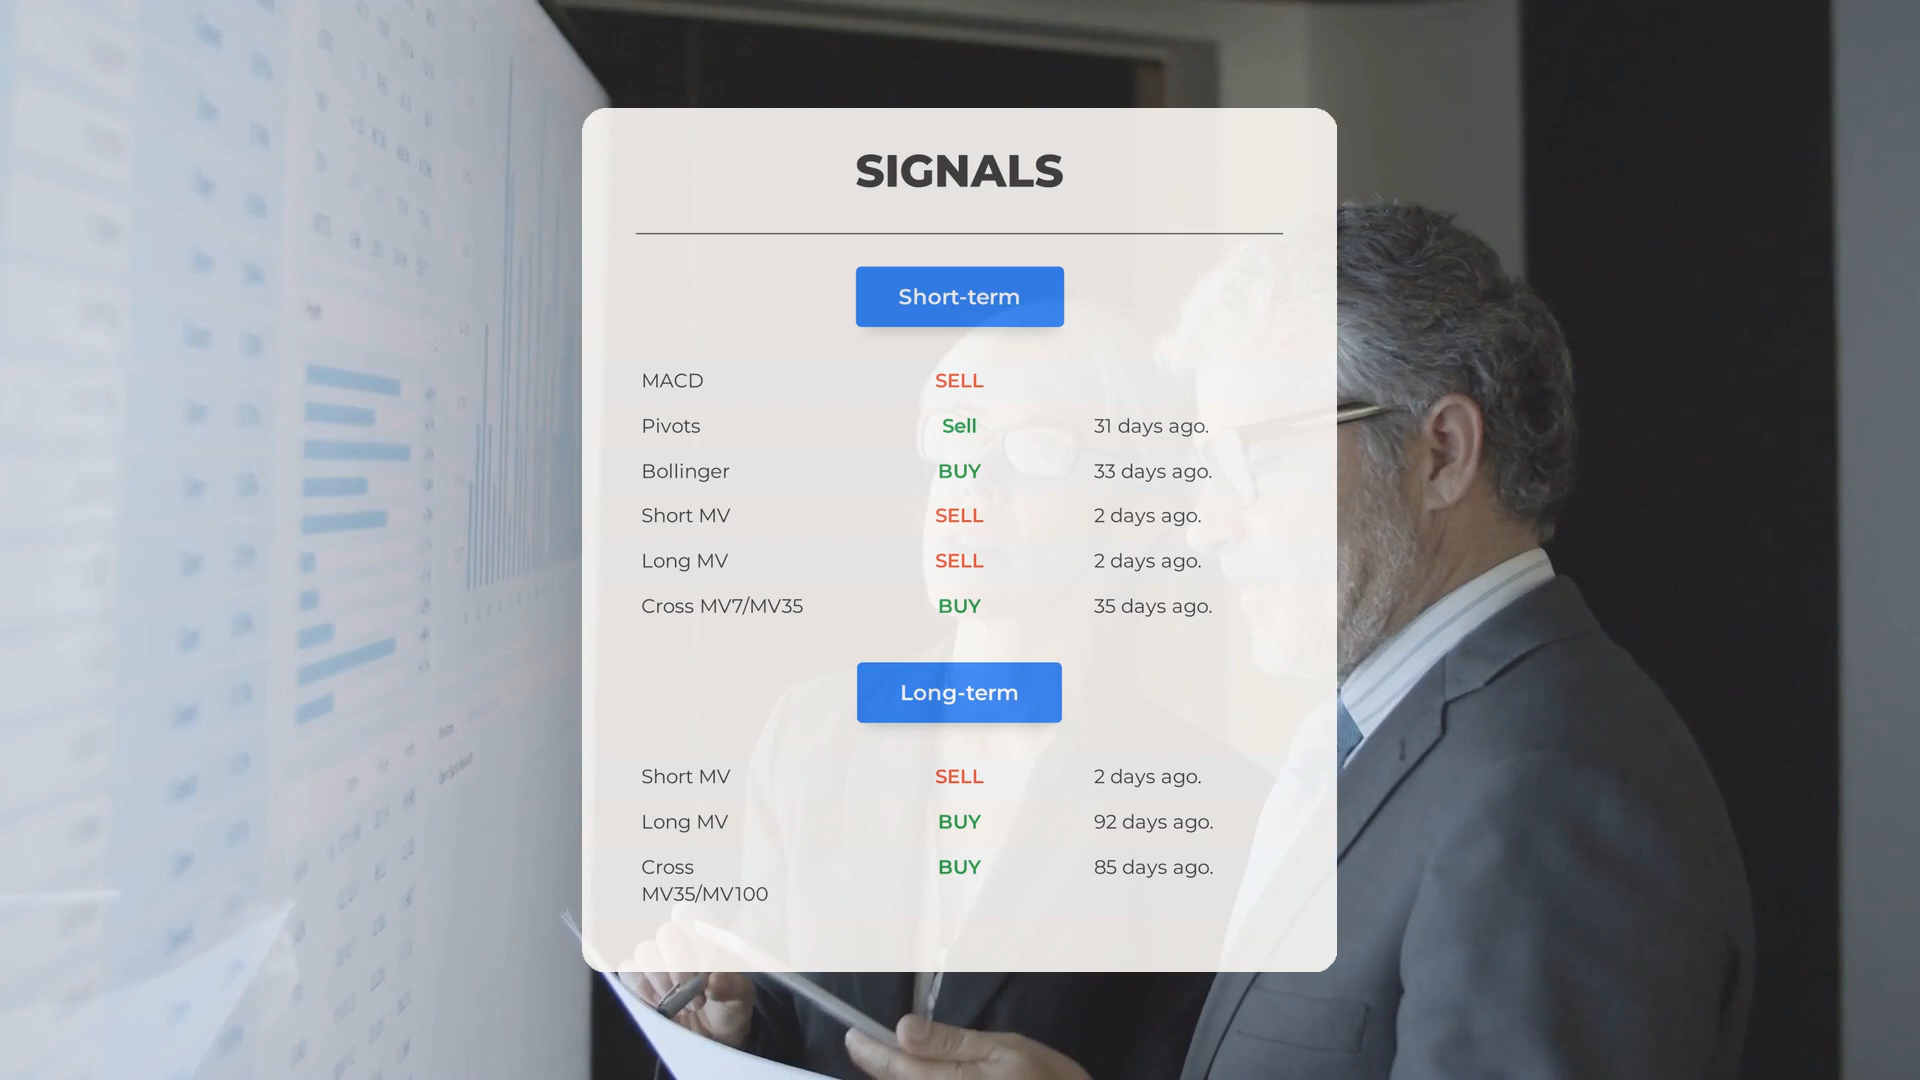 SIGNALS
Short-term
MACD SELL
Pivots Sell 31 days ago.
Bollinger BUY 33 days ago.
Short MV SELL 2 days ago.
Long MV SELL 2 days ago.
Cross MV7/MV35 BUY 35 days ago.
Long-term
Short MV SELL 2 days ago.
Long MV BUY 92 days ago.
Cross BUY 85 days ago.
MV35/MV100